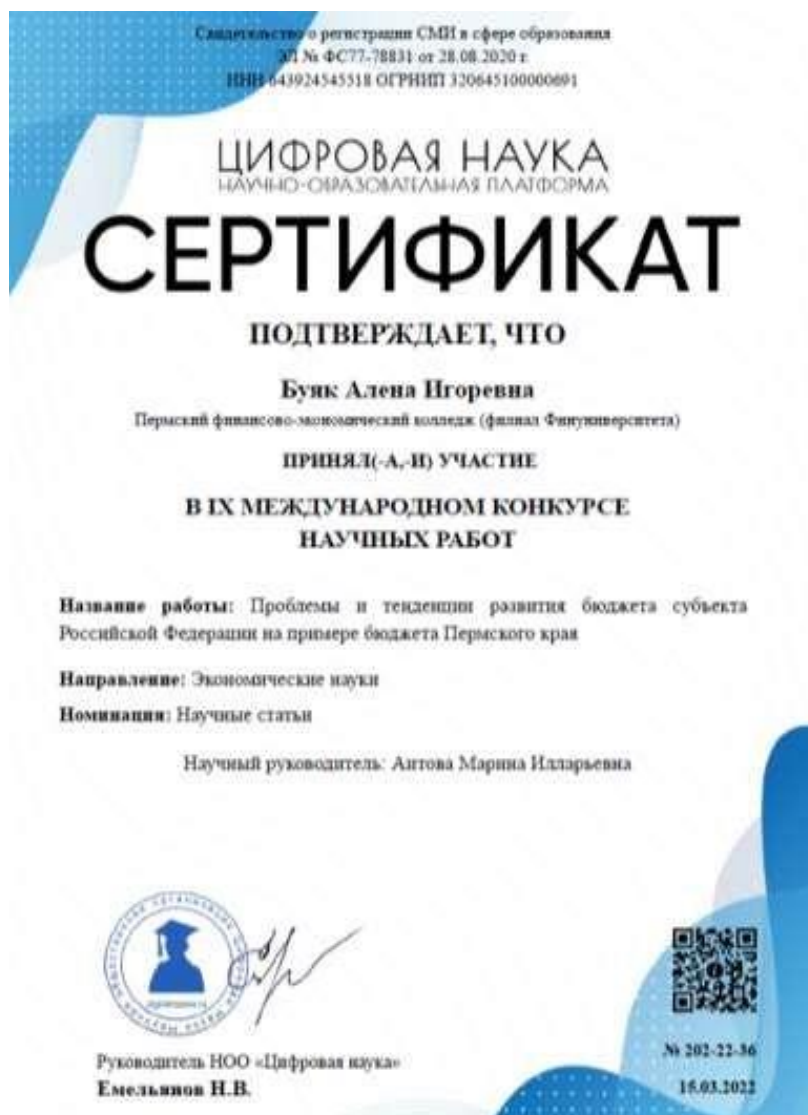 Свидетельство о регистрации СМИ в сфере образования
ЭЛ № ФС77-78831 от 28.08.2020 г
ИНН 643924545518 ОГРНИП 320645100000691
ЦИФРОВАЯ НАУКА
НАУЧНО-ОБРАЗОВАТЕЛЬНАЯ ПЛАТФОРМА
СЕРТИФИКАТ
ПОДТВЕРЖДАЕТ, ЧТО
Буяк Алена Игоревна
Пермский финансово-экономический колледж (филиал Финуниверситета)
ПРИНЯЛ(-А,-И) УЧАСТИЕ
В IX МЕЖДУНАРОДНОМ КОНКУРСЕ
НАУЧНЫХ РАБОТ
Название работы: Проблемы и тенденции развития бюджета субъекта
Российской Федерации на примере бюджета Пермского края
Направление: Экономические науки
Номинация: Научные статьи
Научный руководитель: Антова Марина Илларьевна
Руководитель НОО «Цифровая наука»
Емельянов Н.В.
№ 202-22-36
15.03.2022